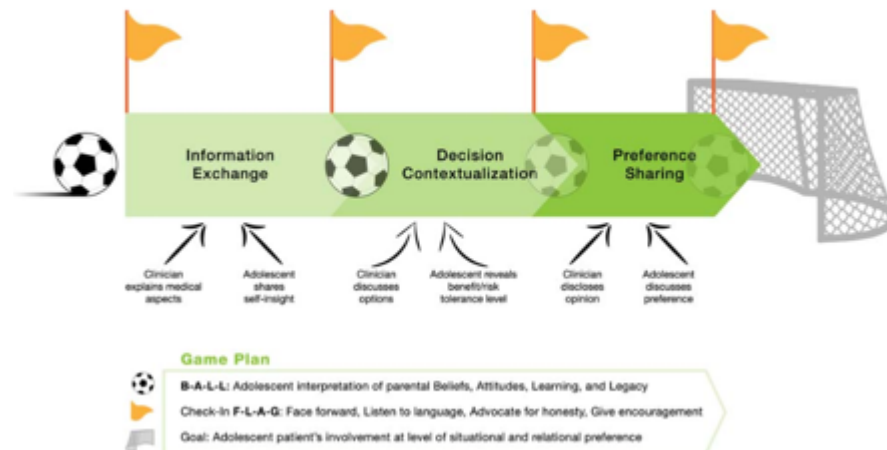 Information
Exchange
Decision
Contextualization
Preference
Sharing
Clinician
explains medical
aspects
Adolescent
shares
self-insight
Clinician
discusses
options
Adolescent reveals
benefit/risk
tolerance level
Clinician
discloses
opinion
Adolescent
discusses
preference
Game Plan
B-A-L-L: Adolescent interpretation of parental Beliefs, Attitudes, Learning, and Legacy
Check-In F-L-A-G: Face forward, Listen to language, Advocate for honesty, Give encouragement
Goal: Adolescent patient's involvement at level of situational and relational preference